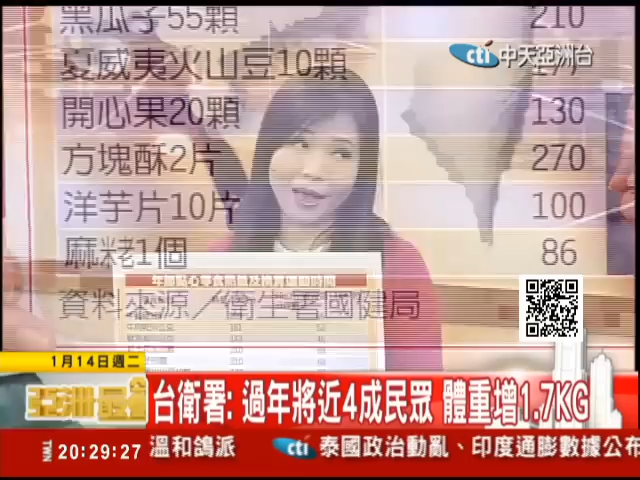 黑瓜子55顆 210
cti 中天亞洲台
夏威夷火山豆10顆
開心果20顆 130
方塊酥2片 270
洋芋片10片 100
麻粩1個 86
資料來源／衛生署國健局
1月14日週二
亞洲最
台衛署: 過年將近4成民眾 體重增1.7KG
TWN 20:29:27 溫和鴿派 cti 泰國政治動亂、印度通膨數據公布